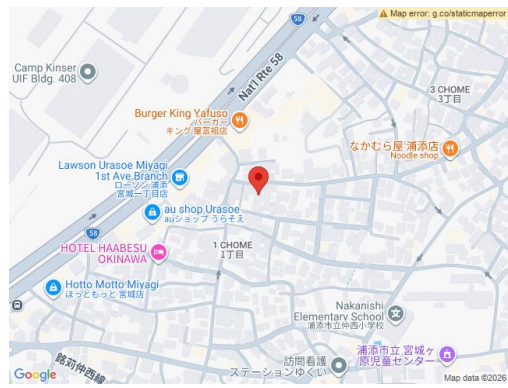 Map error: g.co/staticmaperror
58
Camp Kinser
UIF Bldg. 408
Nat'l Rte 58
3 CHOME
3丁目
Burger King Yafuso
バーガー
キング 屋富祖店
なかむら屋 浦添店
Noodle shop
Lawson Urasoe Miyagi
1st Ave Branch
ローソン 浦添
宮城一丁目店
au shop Urasoe
auショップ うらそえ
58
1 CHOME
1丁目
HOTEL HAABESU
OKINAWA
Hotto Motto Miyagi
ほっともっと 宮城店
Nakanishi
Elementary School
浦添市立仲西小学校
浦添市立 宮城ヶ
原児童センター
訪問看護
ステーションゆくい
銘苅仲西線
Google
Map data ©2026